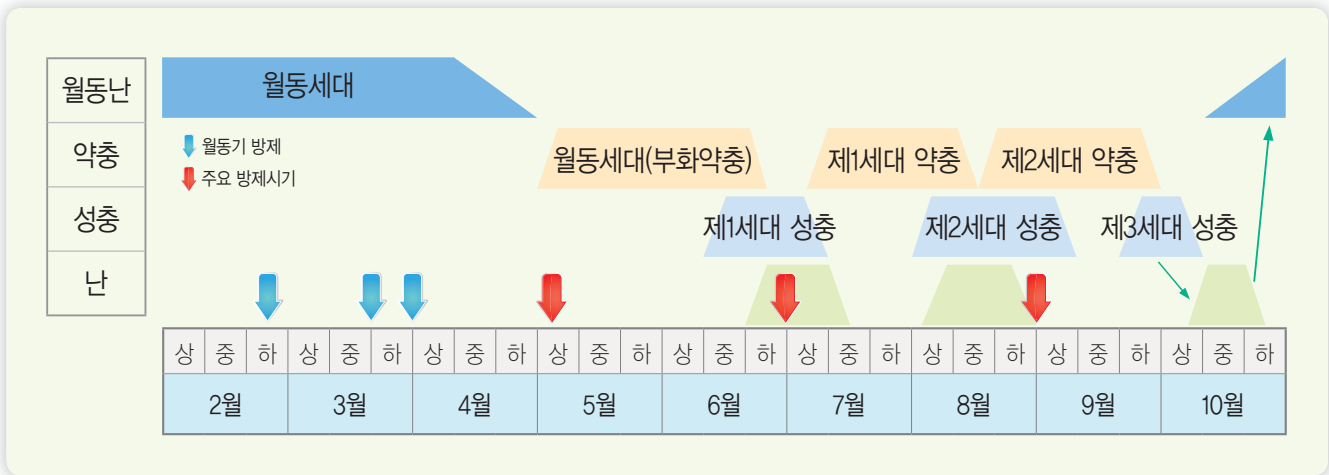 월동난
월동세대
약충
월동기 방제
주요 방제시기
월동세대(부화약충)
제1세대 약충
제2세대 약충
성충
제1세대 성충
제2세대 성충
제3세대 성충
난
상 중 하 상 중 하 상 중 하 상 중 하 상 중 하 상 중 하 상 중 하 상 중 하 상 중 하
2월 3월 4월 5월 6월 7월 8월 9월 10월